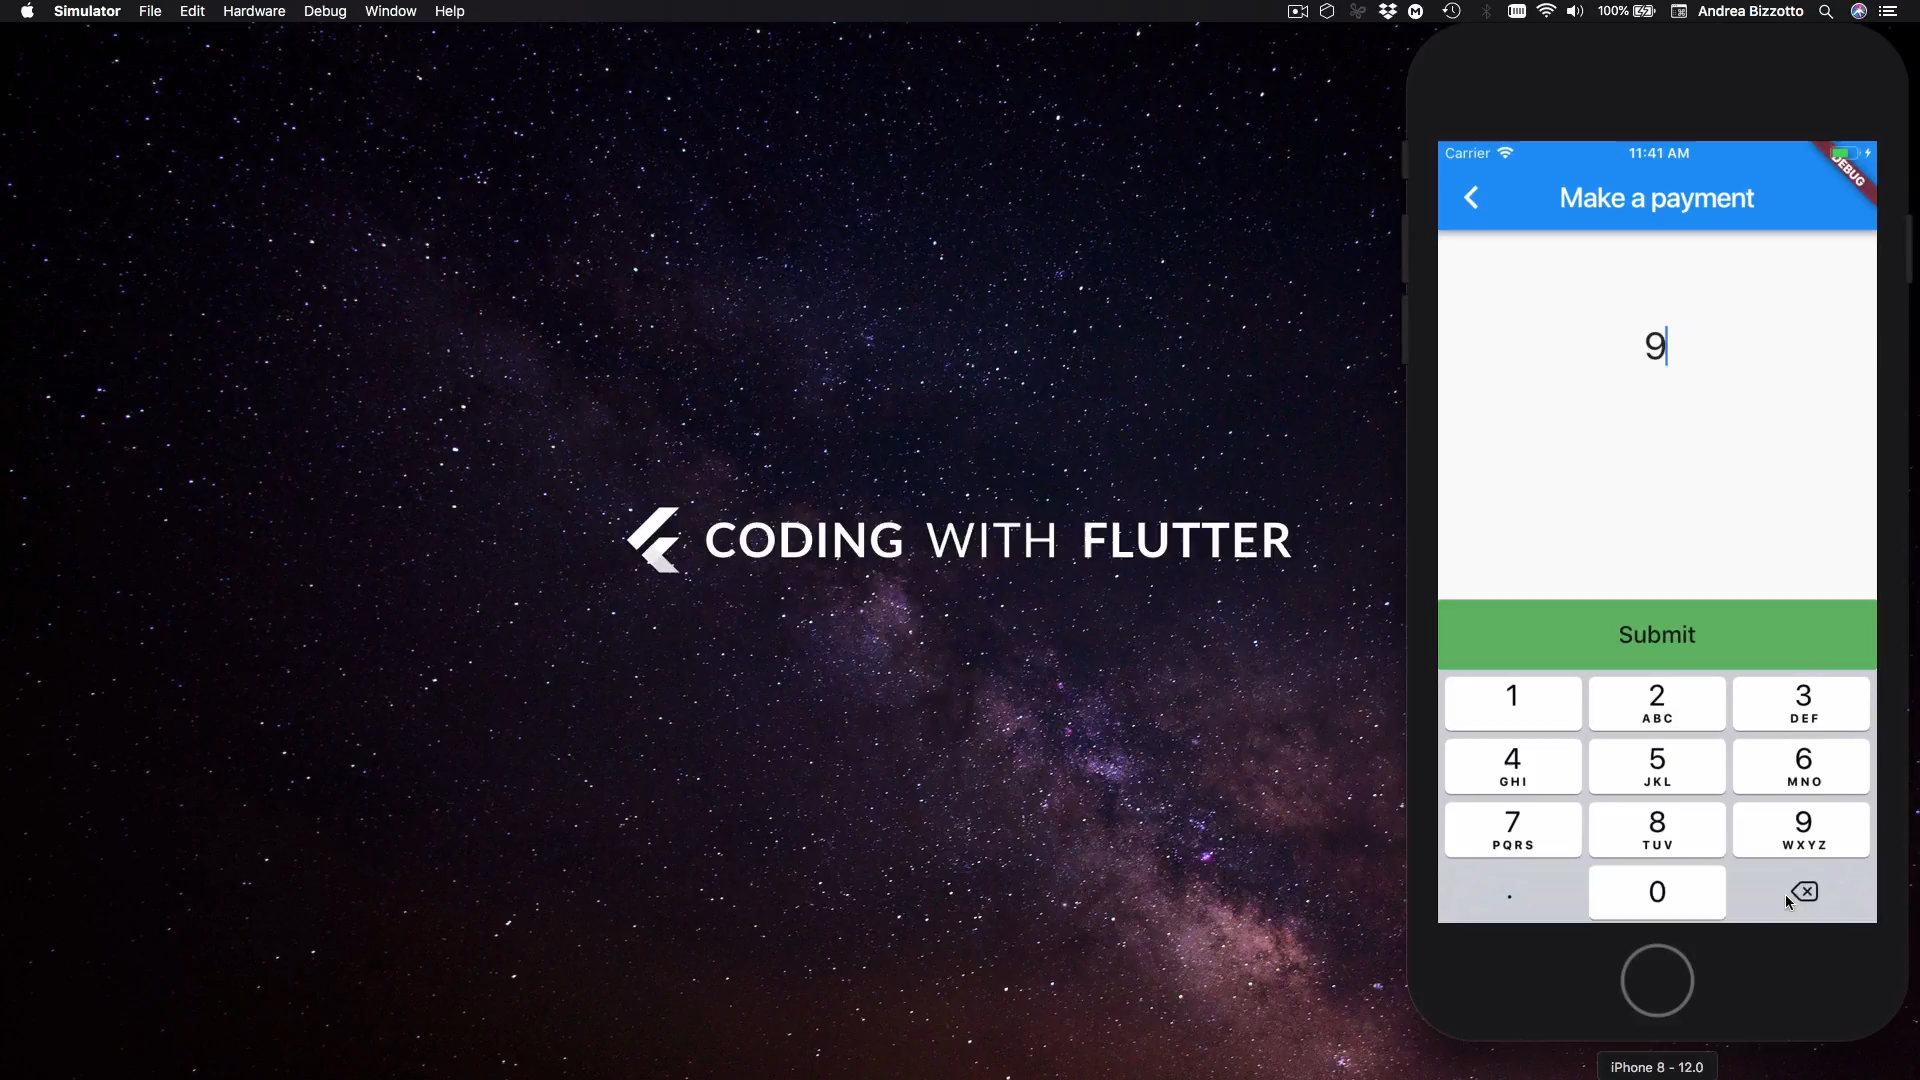 Simulator File Edit Hardware Debug Window Help
100% Andrea Bizzotto
Carrier 11:41 AM
DEBUG
Make a payment
9
CODING WITH FLUTTER
Submit
1 2 3
ABC DEF
4 5 6
GHI JKL MNO
7 8 9
PQRS TUV WXYZ
. 0
iPhone 8 - 12.0